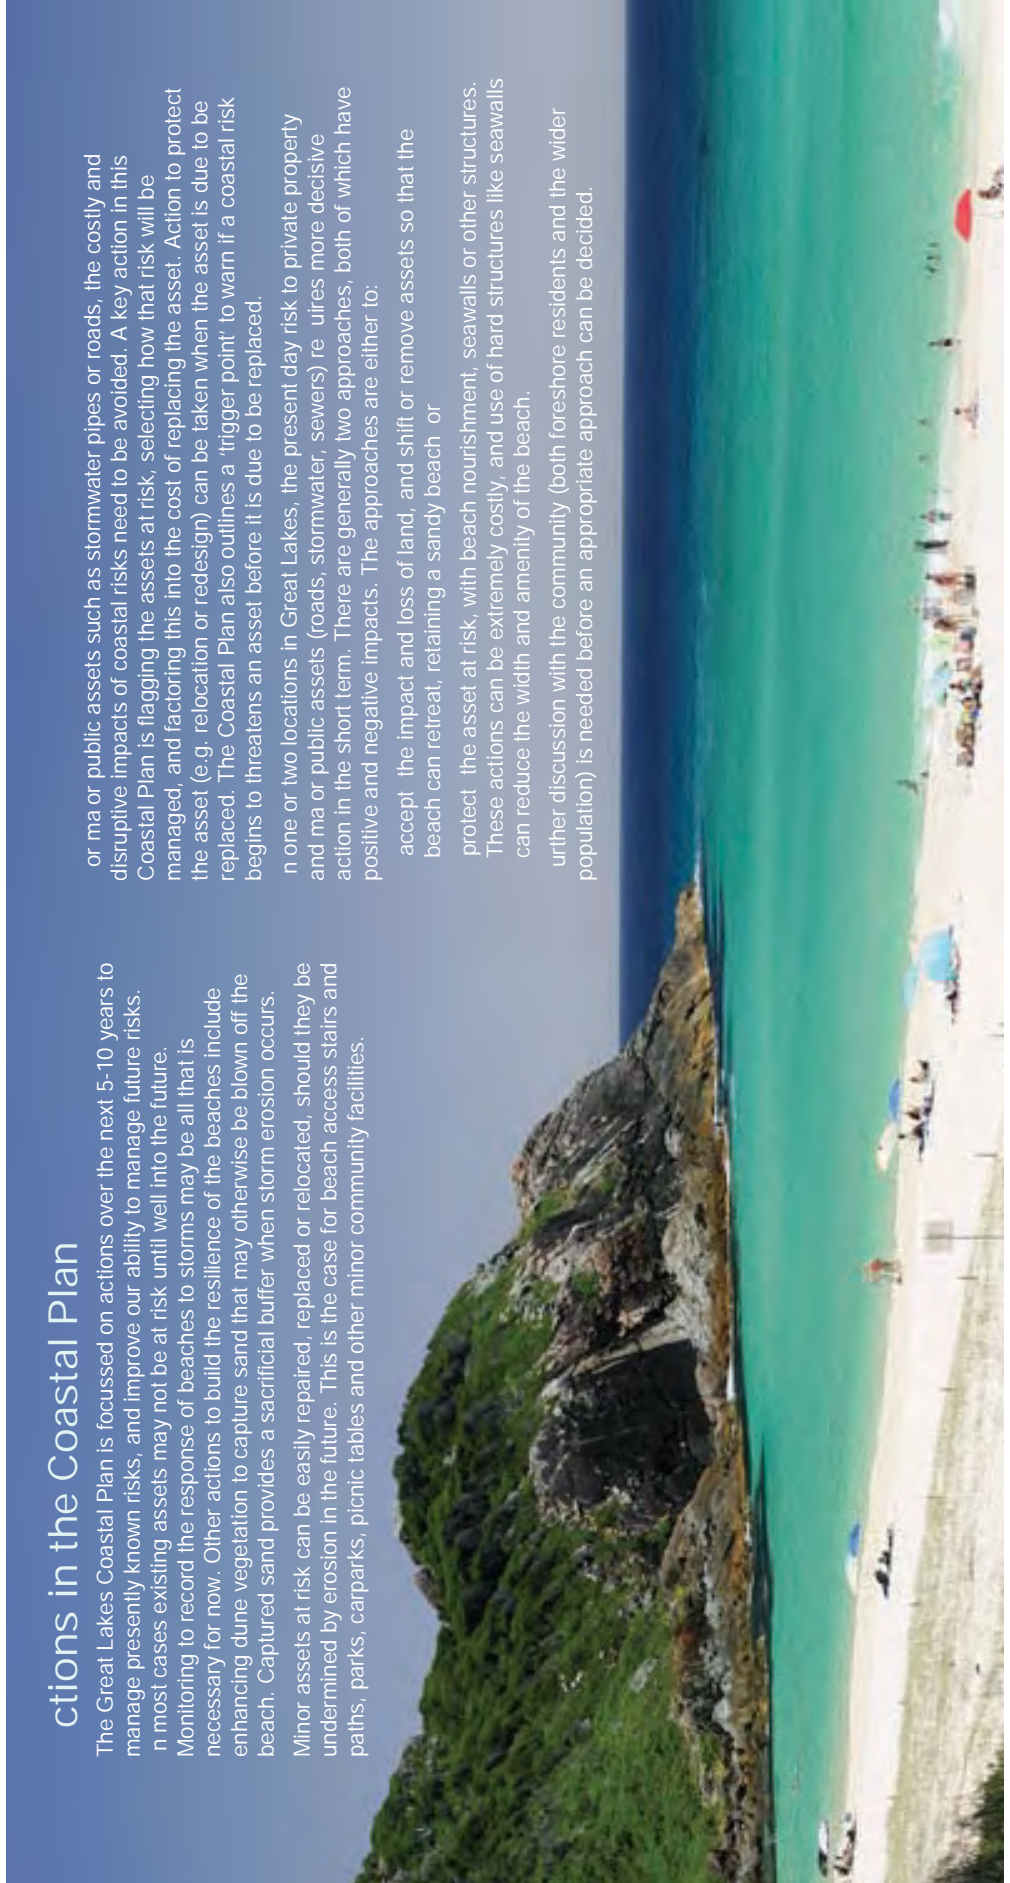 ctions in the Coastal Plan
The Great Lakes Coastal Plan is focussed on actions over the next 5-10 years to
manage presently known risks, and improve our ability to manage future risks.
n most cases existing assets may not be at risk until well into the future.
Monitoring to record the response of beaches to storms may be all that is
necessary for now. Other actions to build the resilience of the beaches include
enhancing dune vegetation to capture sand that may otherwise be blown off the
beach. Captured sand provides a sacrificial buffer when storm erosion occurs.
Minor assets at risk can be easily repaired, replaced or relocated, should they be
undermined by erosion in the future. This is the case for beach access stairs and
paths, parks, carparks, picnic tables and other minor community facilities.
or ma or public assets such as stormwater pipes or roads, the costly and
disruptive impacts of coastal risks need to be avoided. A key action in this
Coastal Plan is flagging the assets at risk, selecting how that risk will be
managed, and factoring this into the cost of replacing the asset. Action to protect
the asset (e.g. relocation or redesign) can be taken when the asset is due to be
replaced. The Coastal Plan also outlines a 'trigger point' to warn if a coastal risk
begins to threatens an asset before it is due to be replaced.
n one or two locations in Great Lakes, the present day risk to private property
and ma or public assets (roads, stormwater, sewers) re uires more decisive
action in the short term. There are generally two approaches, both of which have
positive and negative impacts. The approaches are either to:
accept the impact and loss of land, and shift or remove assets so that the
beach can retreat, retaining a sandy beach or
protect the asset at risk, with beach nourishment, seawalls or other structures.
These actions can be extremely costly, and use of hard structures like seawalls
can reduce the width and amenity of the beach.
urther discussion with the community (both foreshore residents and the wider
population) is needed before an appropriate approach can be decided.